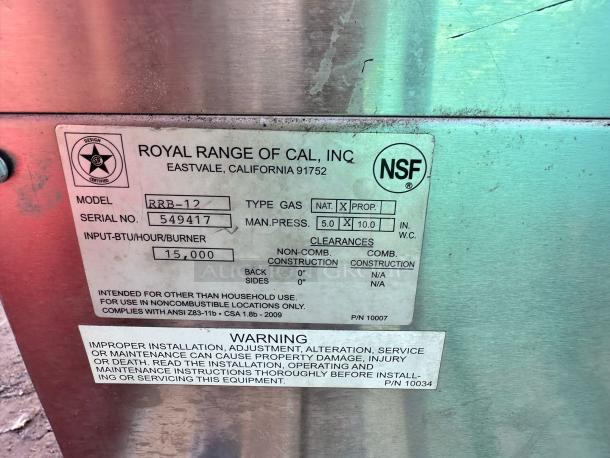 DESIGN
CERTIFIED
ROYAL RANGE OF CAL, INC
EASTVALE, CALIFORNIA 91752
NSF®
MODEL RRB-12 TYPE GAS NAT. X PROP.
SERIAL NO. 549417 MAN.PRESS. 5.0 X 10.0 IN. W.C.
INPUT-BTU/HOUR/BURNER
15,000
CLEARANCES
NON-COMB. CONSTRUCTION COMB. CONSTRUCTION
BACK 0" N/A
SIDES 0" N/A
INTENDED FOR OTHER THAN HOUSEHOLD USE.
FOR USE IN NONCOMBUSTIBLE LOCATIONS ONLY.
COMPLIES WITH ANSI Z83-11b • CSA 1.8b - 2009 P/N 10007
WARNING
IMPROPER INSTALLATION, ADJUSTMENT, ALTERATION, SERVICE
OR MAINTENANCE CAN CAUSE PROPERTY DAMAGE, INJURY
OR DEATH. READ THE INSTALLATION, OPERATING AND
MAINTENANCE INSTRUCTIONS THOROUGHLY BEFORE INSTALL-
ING OR SERVICING THIS EQUIPMENT. P/N 10034